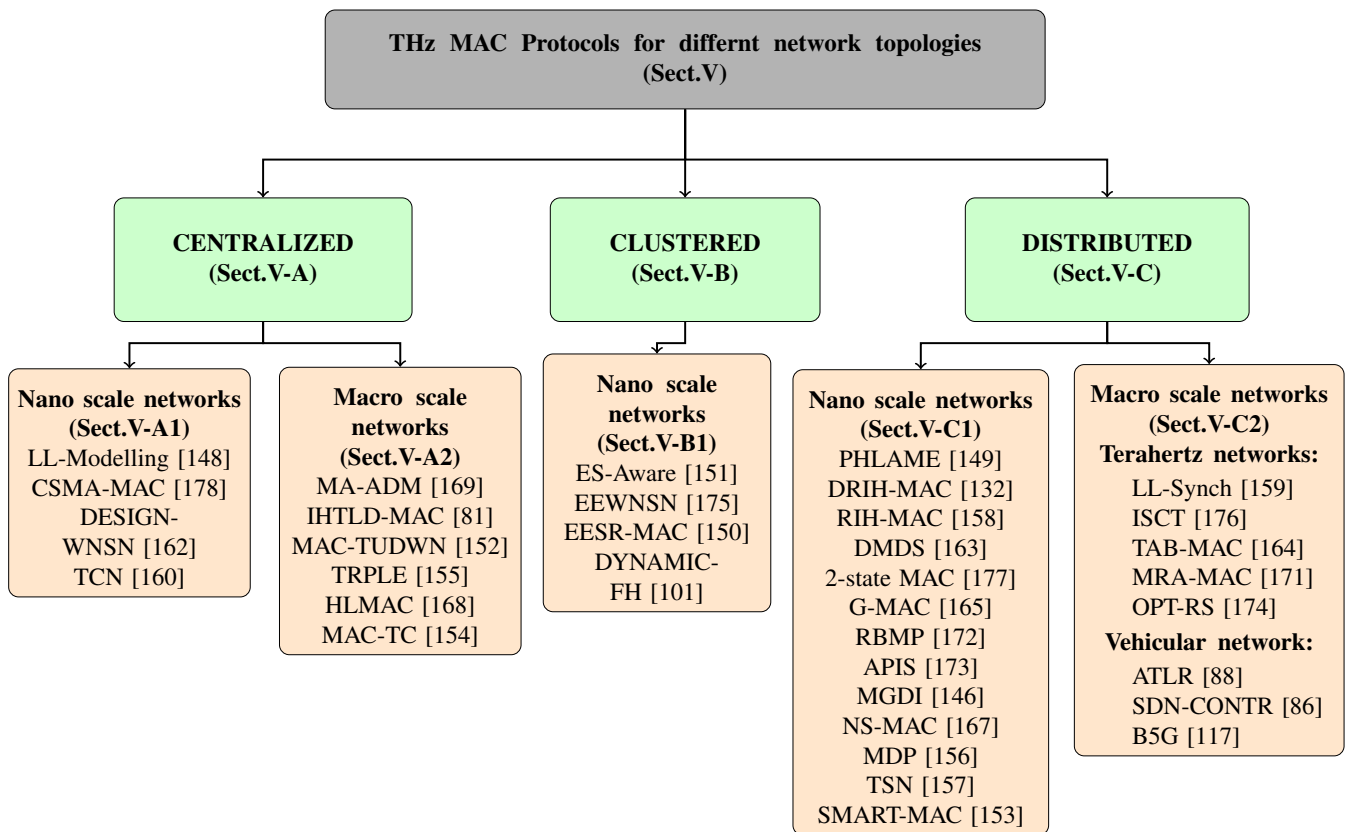 THz MAC Protocols for differnt network topologies
(Sect.V)
CENTRALIZED
(Sect.V-A)
CLUSTERED
(Sect.V-B)
DISTRIBUTED
(Sect.V-C)
Nano scale networks
(Sect.V-A1)
LL-Modelling [148]
CSMA-MAC [178]
DESIGN-
WNSN [162]
TCN [160]
Macro scale
networks
(Sect.V-A2)
MA-ADM [169]
IHTLD-MAC [81]
MAC-TUDWN [152]
TRPLE [155]
HLMAC [168]
MAC-TC [154]
Nano scale
networks
(Sect.V-B1)
ES-Aware [151]
EEWNSN [175]
EESR-MAC [150]
DYNAMIC-
FH [101]
Nano scale networks
(Sect.V-C1)
PHLAME [149]
DRIH-MAC [132]
RIH-MAC [158]
DMDS [163]
2-state MAC [177]
G-MAC [165]
RBMP [172]
APIS [173]
MGDI [146]
NS-MAC [167]
MDP [156]
TSN [157]
SMART-MAC [153]
Macro scale networks
(Sect.V-C2)
Terahertz networks:
LL-Synch [159]
ISCT [176]
TAB-MAC [164]
MRA-MAC [171]
OPT-RS [174]
Vehicular network:
ATLR [88]
SDN-CONTR [86]
B5G [117]